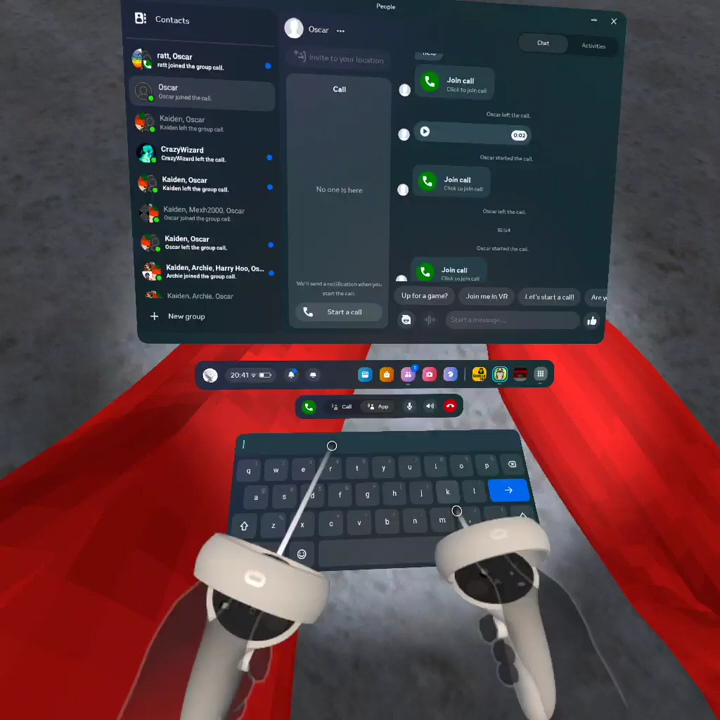 People
Contacts
ratt, Oscar
ratt joined the group call.
Oscar
Oscar joined the call.
Kaiden, Oscar
Kaiden left the group call.
CrazyWizard
CrazyWizard left the call.
Kaiden, Oscar
Kaiden left the group call.
Kaiden, Mexh2000, Oscar
Oscar joined the group call.
Kaiden, Oscar
Oscar left the group call.
Kaiden, Archie, Harry Hoo, Os...
Archie joined the group call.
Kaiden, Archie, Oscar
+ New group
Oscar ...
Invite to your location
Call
No one is here
We'll send a notification when you
start the call.
Start a call
Chat
Activities
Join call
Click to join call
Oscar left the call.
0:02
Oscar started the call.
Join call
Click to join call
Oscar left the call.
Oscar started the call.
Join call
Click to join call
Up for a game?
Join me in VR
Let's start a call!
Are y
Start a message...
20:41
Call
App
q w e r t y u i o p
a s d f g h j k l
z x c v b n m ,